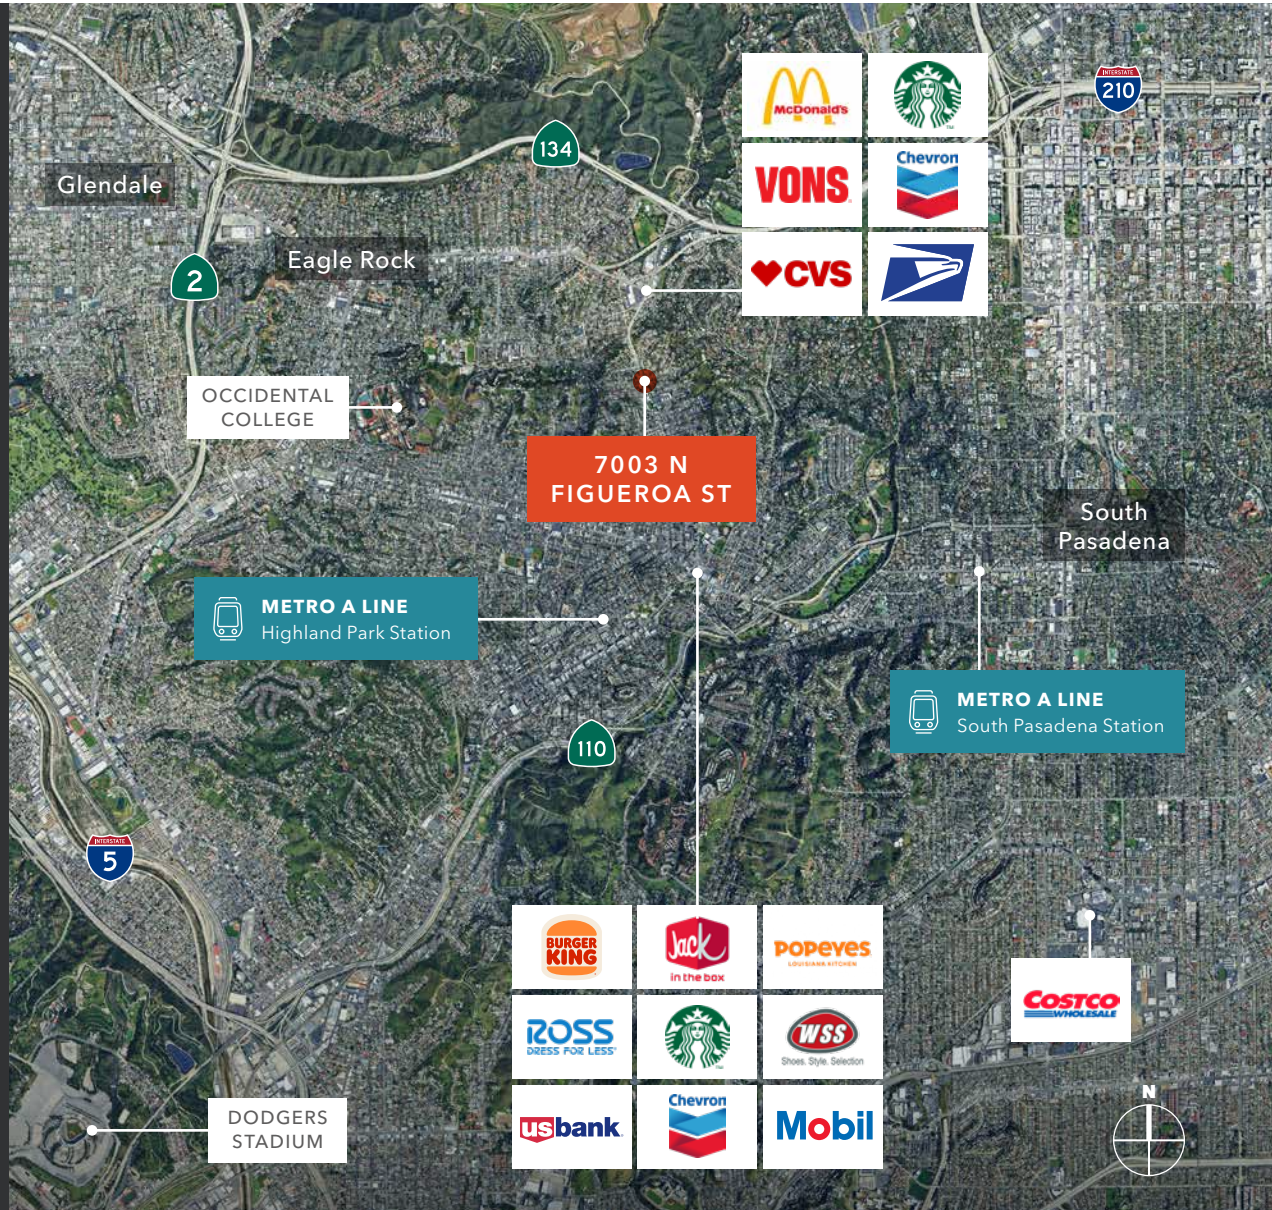 McDonald's
INTERSTATE
210
134
Chevron
VONS
Glendale
Eagle Rock
2
CVS
OCCIDENTAL
COLLEGE
7003 N
FIGUEROA ST
South
Pasadena
METRO A LINE
Highland Park Station
METRO A LINE
South Pasadena Station
110
INTERSTATE
5
BURGER
KING
Jack
in the box
POPEYES
LOUISIANA KITCHEN
COSTCO
WHOLESALE
ROSS
DRESS FOR LESS
WSS
Shoes. Style. Selection
DODGERS
STADIUM
usbank
Chevron
Mobil
N